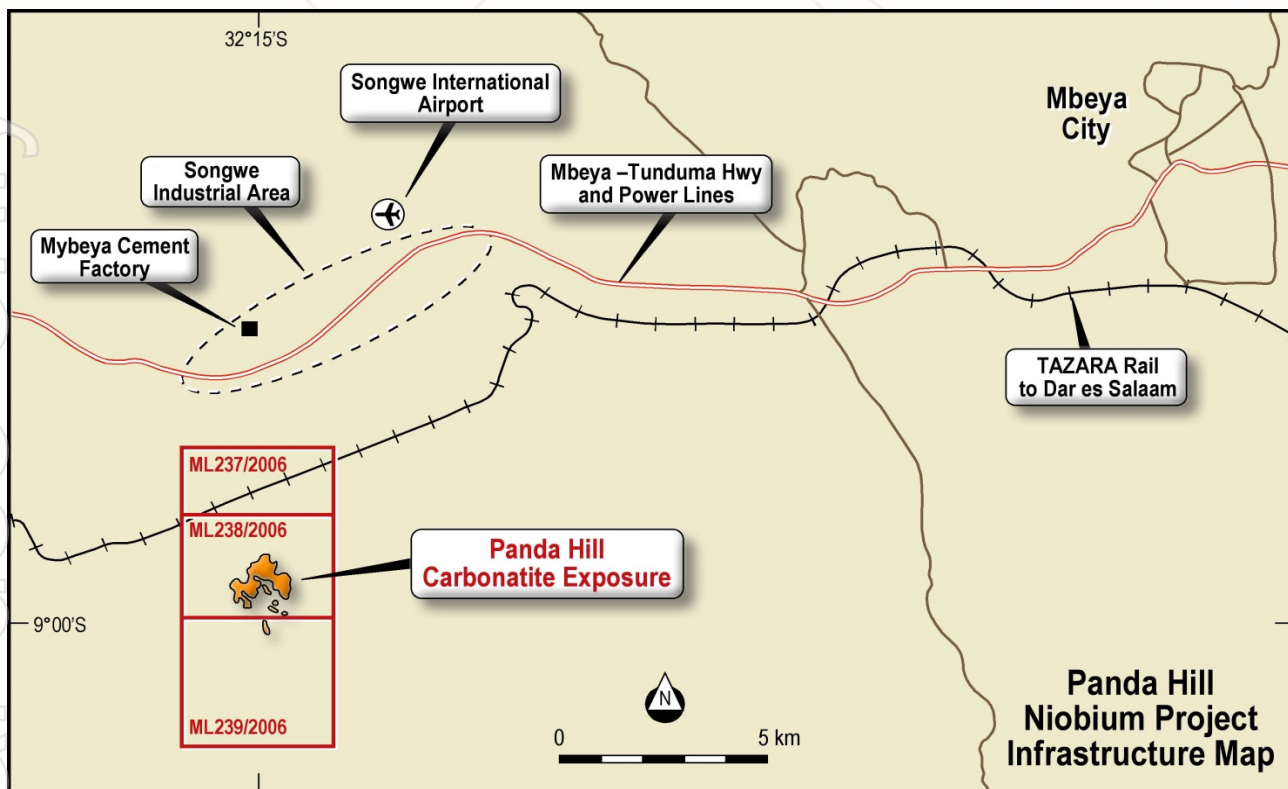 32°15'S
Songwe International
Airport
Mbeya
City
Songwe
Industrial Area
Mbeya –Tunduma Hwy
and Power Lines
Mybeya Cement
Factory
TAZARA Rail
to Dar es Salaam
ML237/2006
ML238/2006
Panda Hill
Carbonatite Exposure
9°00'S
ML239/2006
N
0
5 km
Panda Hill
Niobium Project
Infrastructure Map